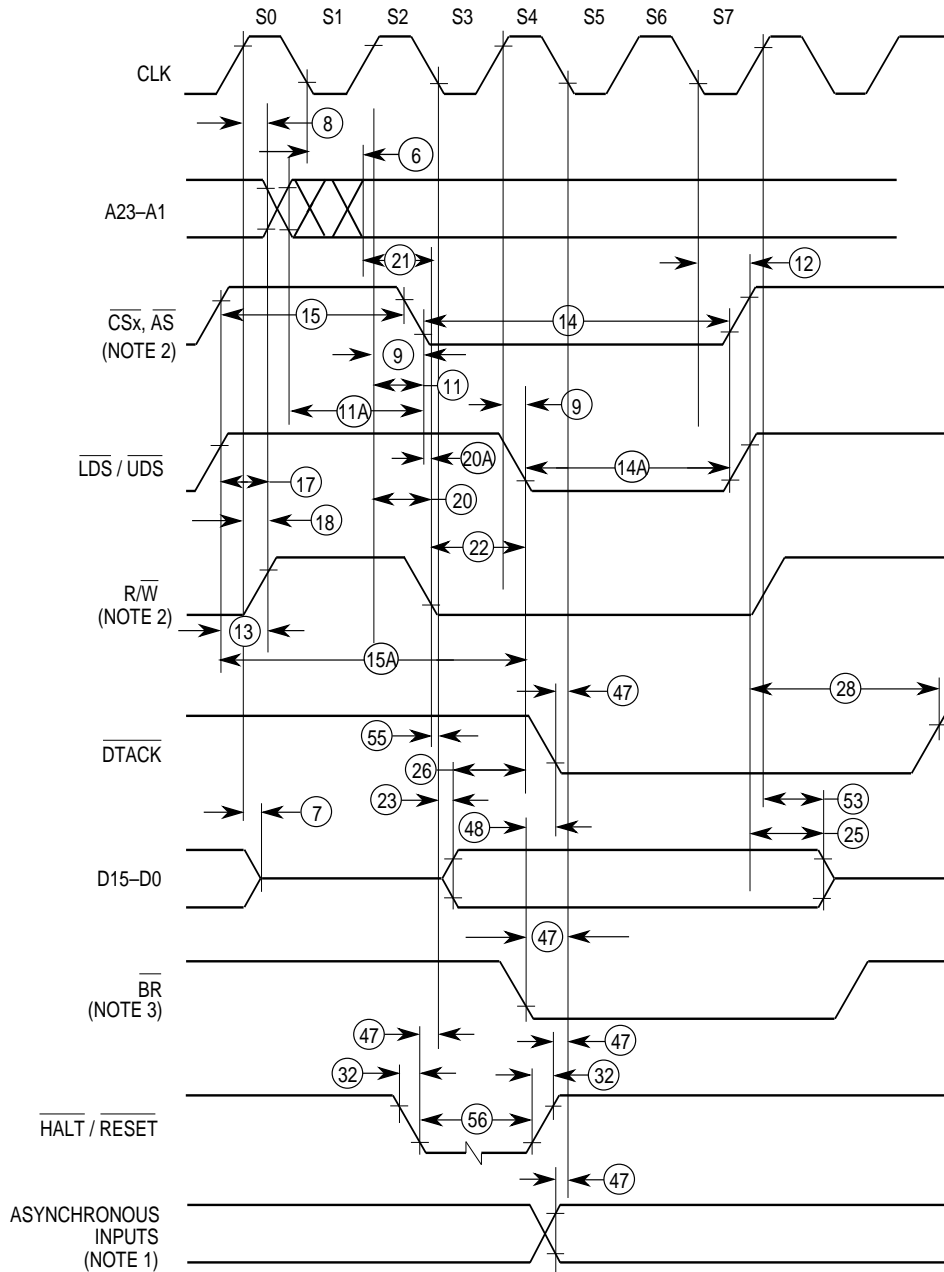 S0 S1 S2 S3 S4 S5 S6 S7
CLK
8
6
A23–A1
21
12
CSx, AS
(NOTE 2)
15
14
9
11
11A
9
LDS / UDS
20A
14A
17
20
18
22
R/W
(NOTE 2)
13
15A
28
47
DTACK
55
26
23
53
7
48
25
D15–D0
47
BR
(NOTE 3)
47
47
32
32
HALT / RESET
56
47
ASYNCHRONOUS
INPUTS
(NOTE 1)